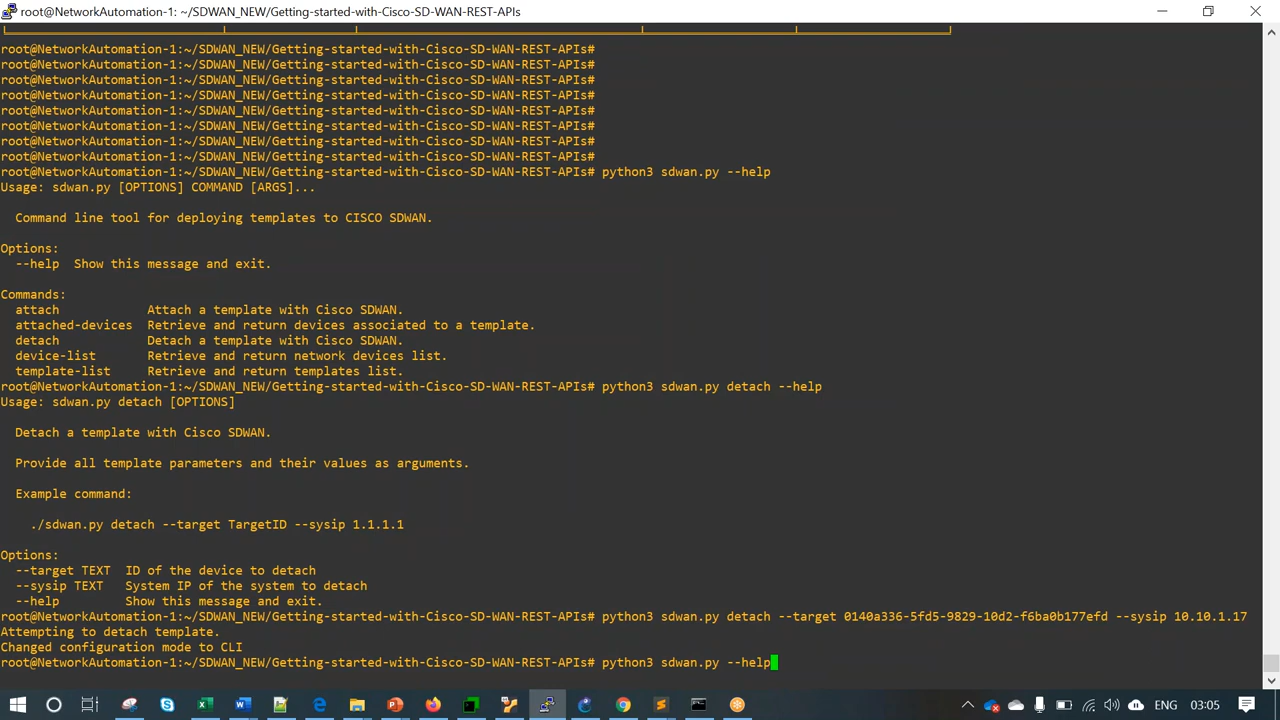 root@NetworkAutomation-1: ~/SDWAN_NEW/Getting-started-with-Cisco-SD-WAN-REST-APIs
root@NetworkAutomation-1:~/SDWAN_NEW/Getting-started-with-Cisco-SD-WAN-REST-APIs#
root@NetworkAutomation-1:~/SDWAN_NEW/Getting-started-with-Cisco-SD-WAN-REST-APIs#
root@NetworkAutomation-1:~/SDWAN_NEW/Getting-started-with-Cisco-SD-WAN-REST-APIs#
root@NetworkAutomation-1:~/SDWAN_NEW/Getting-started-with-Cisco-SD-WAN-REST-APIs#
root@NetworkAutomation-1:~/SDWAN_NEW/Getting-started-with-Cisco-SD-WAN-REST-APIs#
root@NetworkAutomation-1:~/SDWAN_NEW/Getting-started-with-Cisco-SD-WAN-REST-APIs#
root@NetworkAutomation-1:~/SDWAN_NEW/Getting-started-with-Cisco-SD-WAN-REST-APIs#
root@NetworkAutomation-1:~/SDWAN_NEW/Getting-started-with-Cisco-SD-WAN-REST-APIs#
root@NetworkAutomation-1:~/SDWAN_NEW/Getting-started-with-Cisco-SD-WAN-REST-APIs# python3 sdwan.py --help
Usage: sdwan.py [OPTIONS] COMMAND [ARGS]...
Command line tool for deploying templates to CISCO SDWAN.
Options:
--help  Show this message and exit.
Commands:
attach            Attach a template with Cisco SDWAN.
attached-devices  Retrieve and return devices associated to a template.
detach            Detach a template with Cisco SDWAN.
device-list       Retrieve and return network devices list.
template-list     Retrieve and return templates list.
root@NetworkAutomation-1:~/SDWAN_NEW/Getting-started-with-Cisco-SD-WAN-REST-APIs# python3 sdwan.py detach --help
Usage: sdwan.py detach [OPTIONS]
Detach a template with Cisco SDWAN.
Provide all template parameters and their values as arguments.
Example command:
./sdwan.py detach --target TargetID --sysip 1.1.1.1
Options:
--target TEXT  ID of the device to detach
--sysip TEXT   System IP of the system to detach
--help         Show this message and exit.
root@NetworkAutomation-1:~/SDWAN_NEW/Getting-started-with-Cisco-SD-WAN-REST-APIs# python3 sdwan.py detach --target 0140a336-5fd5-9829-10d2-f6ba0b177efd --sysip 10.10.1.17
Attempting to detach template.
Changed configuration mode to CLI
root@NetworkAutomation-1:~/SDWAN_NEW/Getting-started-with-Cisco-SD-WAN-REST-APIs# python3 sdwan.py --help
ENG 03:05